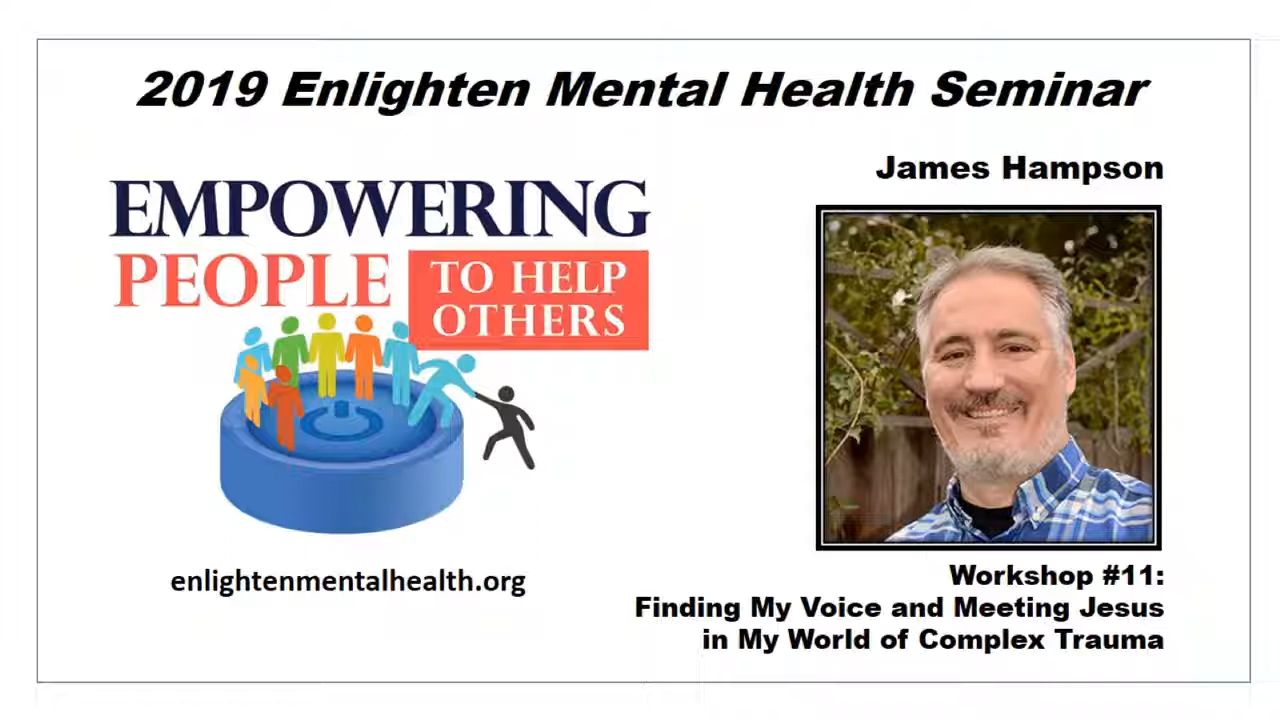 2019 Enlighten Mental Health Seminar
EMPOWERING
PEOPLE
TO HELP
OTHERS
enlightenmentalhealth.org
James Hampson
Workshop #11:
Finding My Voice and Meeting Jesus
in My World of Complex Trauma